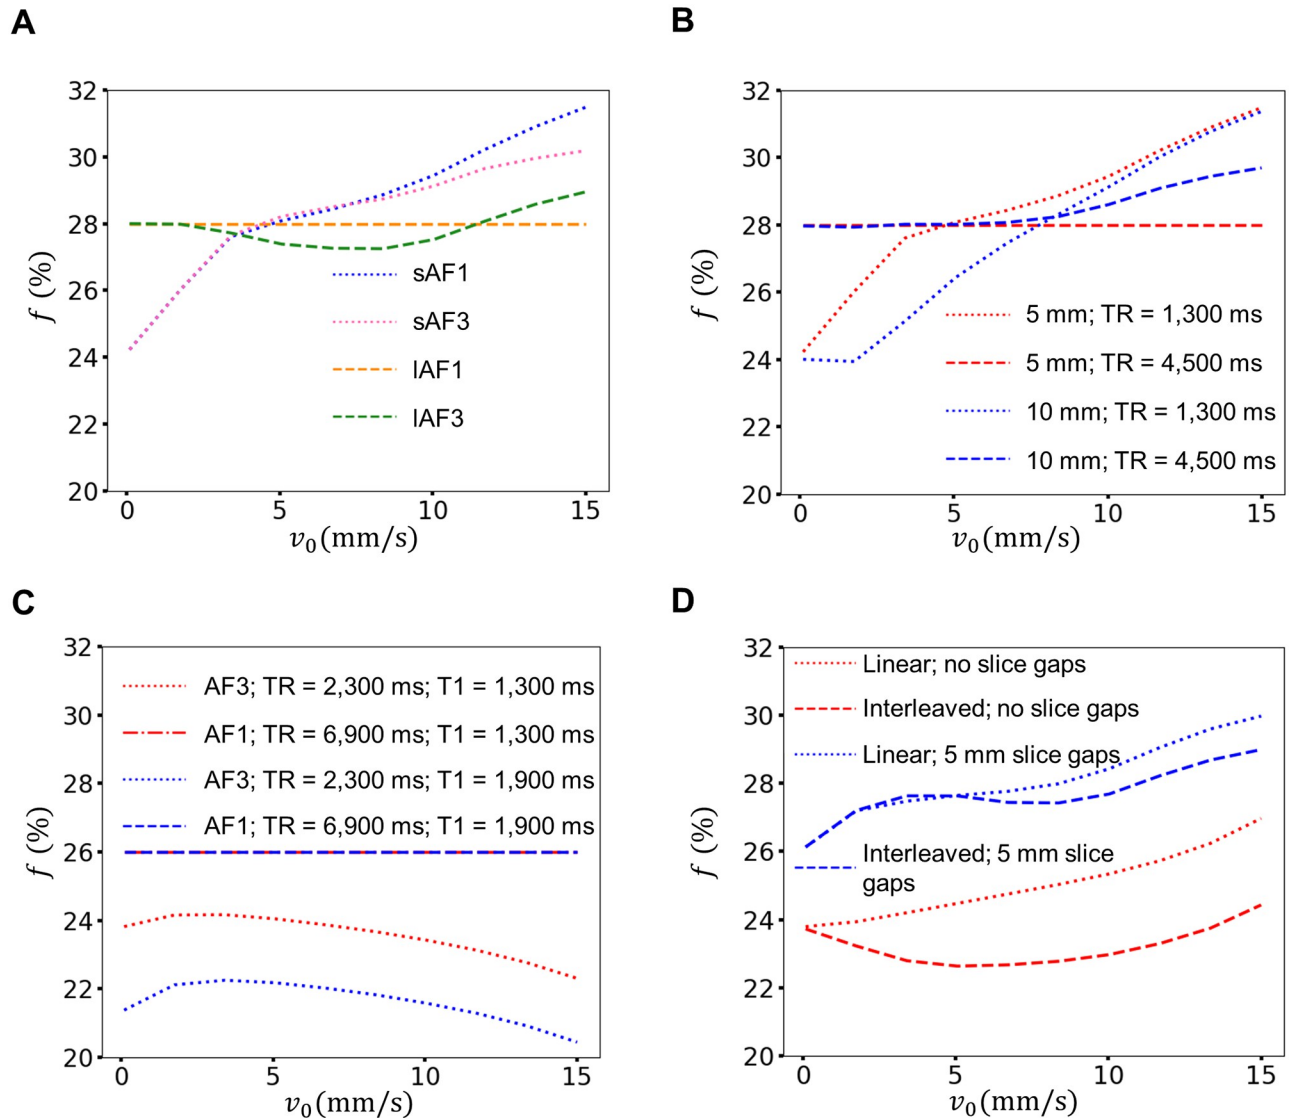 A
32
30
28
26
24
22
20
f (%)
sAF1
sAF3
lAF1
lAF3
0 5 10 15
v₀(mm/s)
B
32
30
28
26
24
22
20
f (%)
5 mm; TR = 1,300 ms
5 mm; TR = 4,500 ms
10 mm; TR = 1,300 ms
10 mm; TR = 4,500 ms
0 5 10 15
v₀(mm/s)
C
32
30
28
26
24
22
20
f (%)
AF3; TR = 2,300 ms; T1 = 1,300 ms
AF1; TR = 6,900 ms; T1 = 1,300 ms
AF3; TR = 2,300 ms; T1 = 1,900 ms
AF1; TR = 6,900 ms; T1 = 1,900 ms
0 5 10 15
v₀(mm/s)
D
32
30
28
26
24
22
20
f (%)
Linear; no slice gaps
Interleaved; no slice gaps
Linear; 5 mm slice gaps
Interleaved; 5 mm slice
gaps
0 5 10 15
v₀(mm/s)